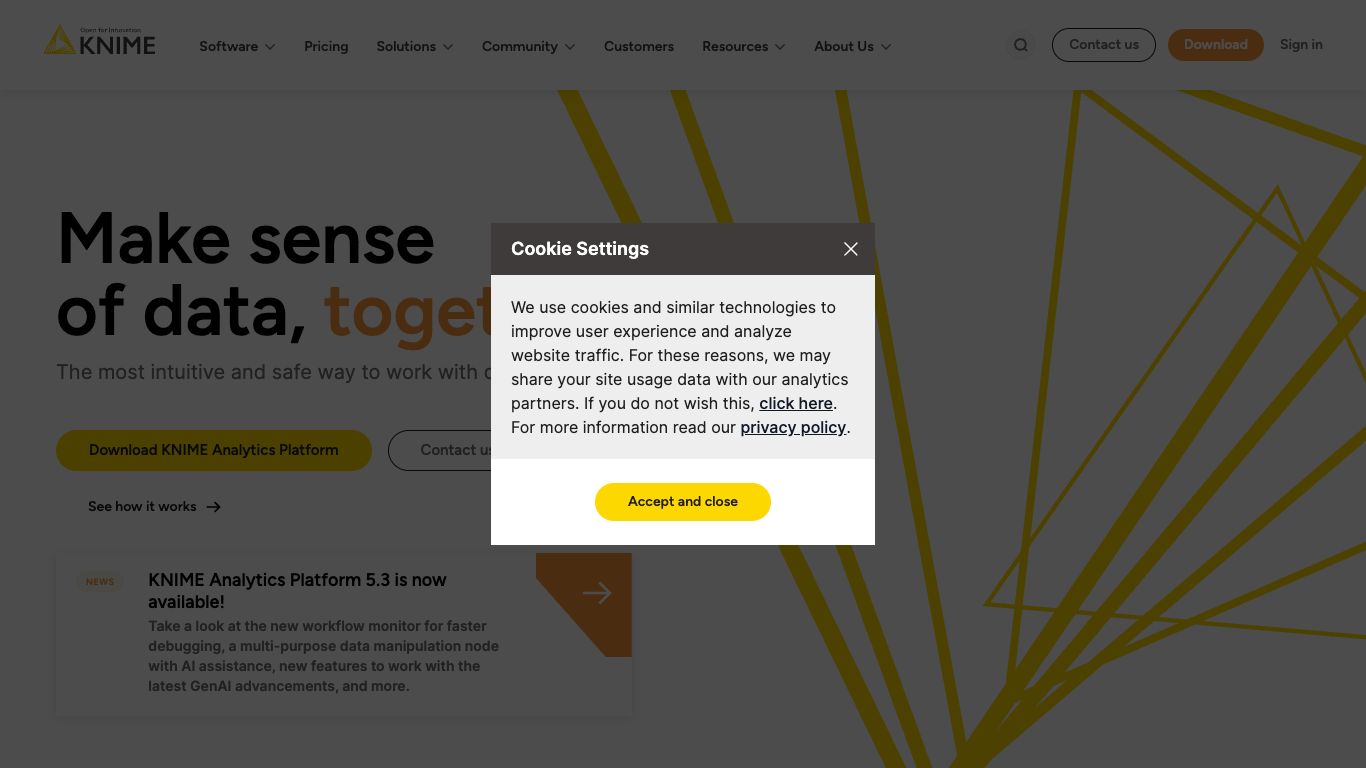 Open for Innovation
KNIME
Software
Pricing
Solutions
Community
Customers
Resources
About Us
Contact us
Download
Sign in
Make sense
of data, toget
The most intuitive and safe way to work with
Download KNIME Analytics Platform
Contact us
See how it works
NEWS
KNIME Analytics Platform 5.3 is now
available!
Take a look at the new workflow monitor for faster
debugging, a multi-purpose data manipulation node
with AI assistance, new features to work with the
latest GenAI advancements, and more.
Cookie Settings
We use cookies and similar technologies to
improve user experience and analyze
website traffic. For these reasons, we may
share your site usage data with our analytics
partners. If you do not wish this, click here.
For more information read our privacy policy.
Accept and close